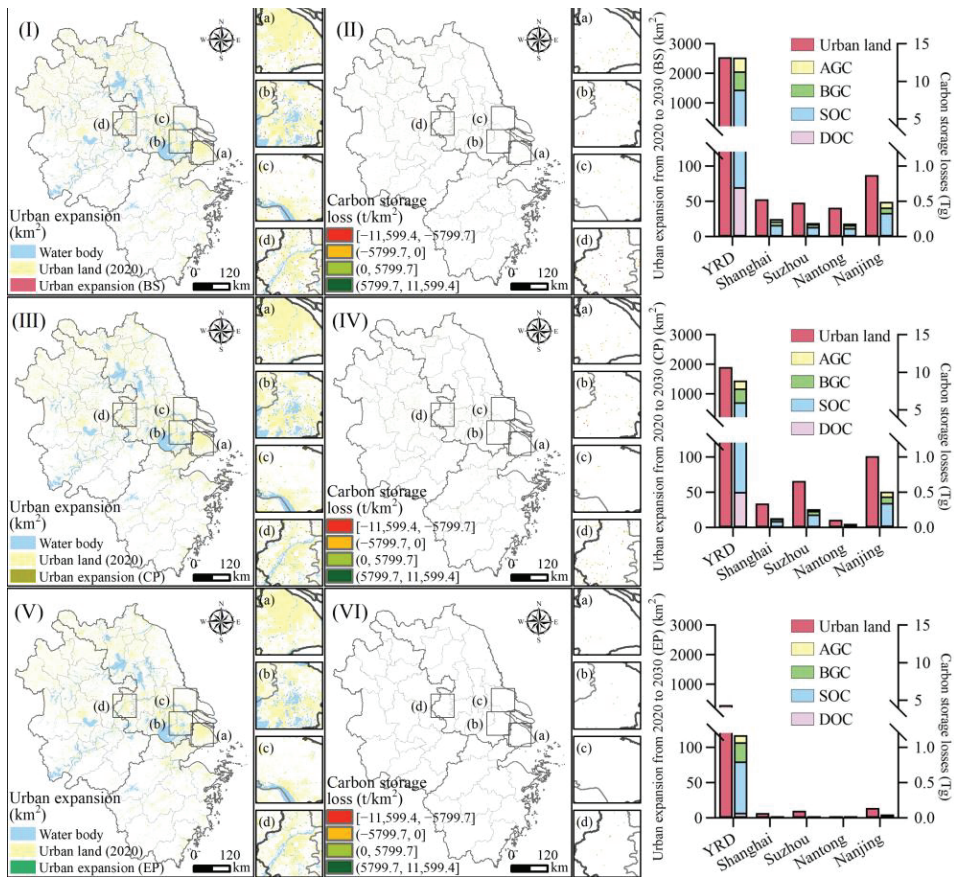 (I)
N
W E
S
(d)
(c)
(b)
(a)
Urban expansion
(km²)
Water body
Urban land (2020)
Urban expansion (BS)
0 120
km
(a)
(b)
(c)
(d)
(II)
N
W E
S
(d)
(c)
(b)
(a)
Carbon storage
loss (t/km²)
[−11,599.4, −5799.7]
(−5799.7, 0]
(0, 5799.7]
(5799.7, 11,599.4]
0 120
km
(a)
(b)
(c)
(d)
Urban expansion from 2020 to 2030 (BS) (km²)
3000
2000
1000
100
50
0
Urban land
AGC
BGC
SOC
DOC
15
10
5
1.0
0.5
0.0
Carbon storage losses (Tg)
YRD
Shanghai
Suzhou
Nantong
Nanjing
(III)
N
W E
S
(d)
(c)
(b)
(a)
Urban expansion
(km²)
Water body
Urban land (2020)
Urban expansion (CP)
0 120
km
(a)
(b)
(c)
(d)
(IV)
N
W E
S
(d)
(c)
(b)
(a)
Carbon storage
loss (t/km²)
[−11,599.4, −5799.7]
(−5799.7, 0]
(0, 5799.7]
(5799.7, 11,599.4]
0 120
km
(a)
(b)
(c)
(d)
Urban expansion from 2020 to 2030 (CP) (km²)
3000
2000
1000
100
50
0
Urban land
AGC
BGC
SOC
DOC
15
10
5
1.0
0.5
0.0
Carbon storage losses (Tg)
YRD
Shanghai
Suzhou
Nantong
Nanjing
(V)
N
W E
S
(d)
(c)
(b)
(a)
Urban expansion
(km²)
Water body
Urban land (2020)
Urban expansion (EP)
0 120
km
(a)
(b)
(c)
(d)
(VI)
N
W E
S
(d)
(c)
(b)
(a)
Carbon storage
loss (t/km²)
[−11,599.4, −5799.7]
(−5799.7, 0]
(0, 5799.7]
(5799.7, 11,599.4]
0 120
km
(a)
(b)
(c)
(d)
Urban expansion from 2020 to 2030 (EP) (km²)
3000
2000
1000
100
50
0
Urban land
AGC
BGC
SOC
DOC
15
10
5
1.0
0.5
0.0
Carbon storage losses (Tg)
YRD
Shanghai
Suzhou
Nantong
Nanjing